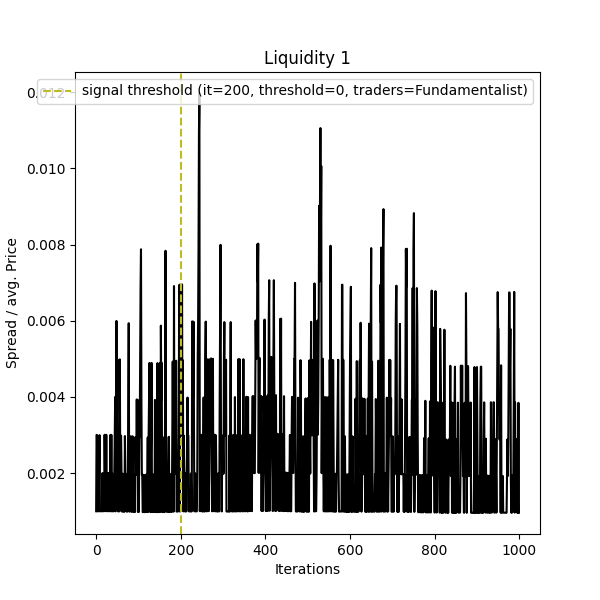 Liquidity 1
signal threshold (it=200, threshold=0, traders=Fundamentalist)
0.012
0.010
0.008
0.006
0.004
0.002
Spread / avg. Price
0 200 400 600 800 1000
Iterations